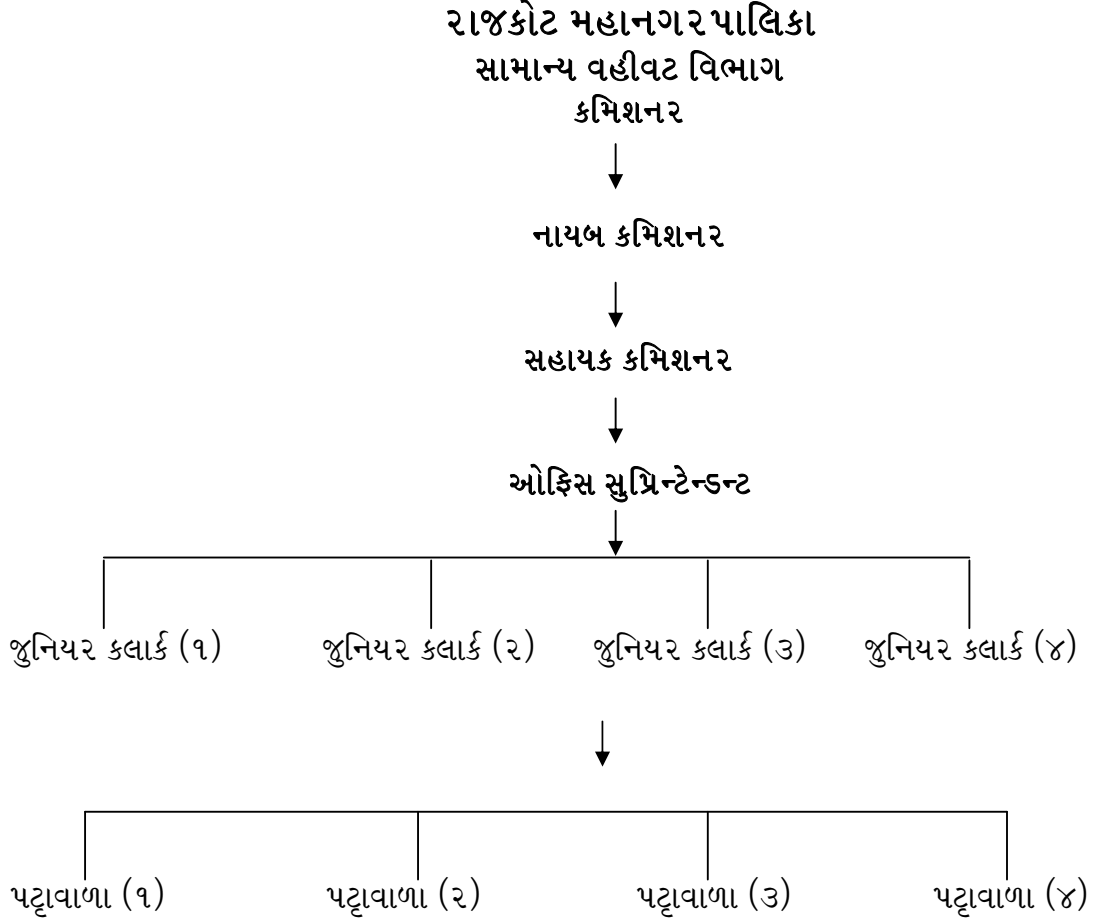 રાજકોટ મહાનગરપાલિકા
સામાન્ય વહીવટ વિભાગ
કમિશનર
નાયબ કમિશનર
સહાયક કમિશનર
ઓફિસ સુપ્રિન્ટેન્ડન્ટ
જુનિયર કલાર્ક (૧) જુનિયર કલાર્ક (૨) જુનિયર કલાર્ક (૩) જુનિયર કલાર્ક (૪)
પટ્ટાવાળા (૧) પટ્ટાવાળા (૨) પટ્ટાવાળા (૩) પટ્ટાવાળા (૪)